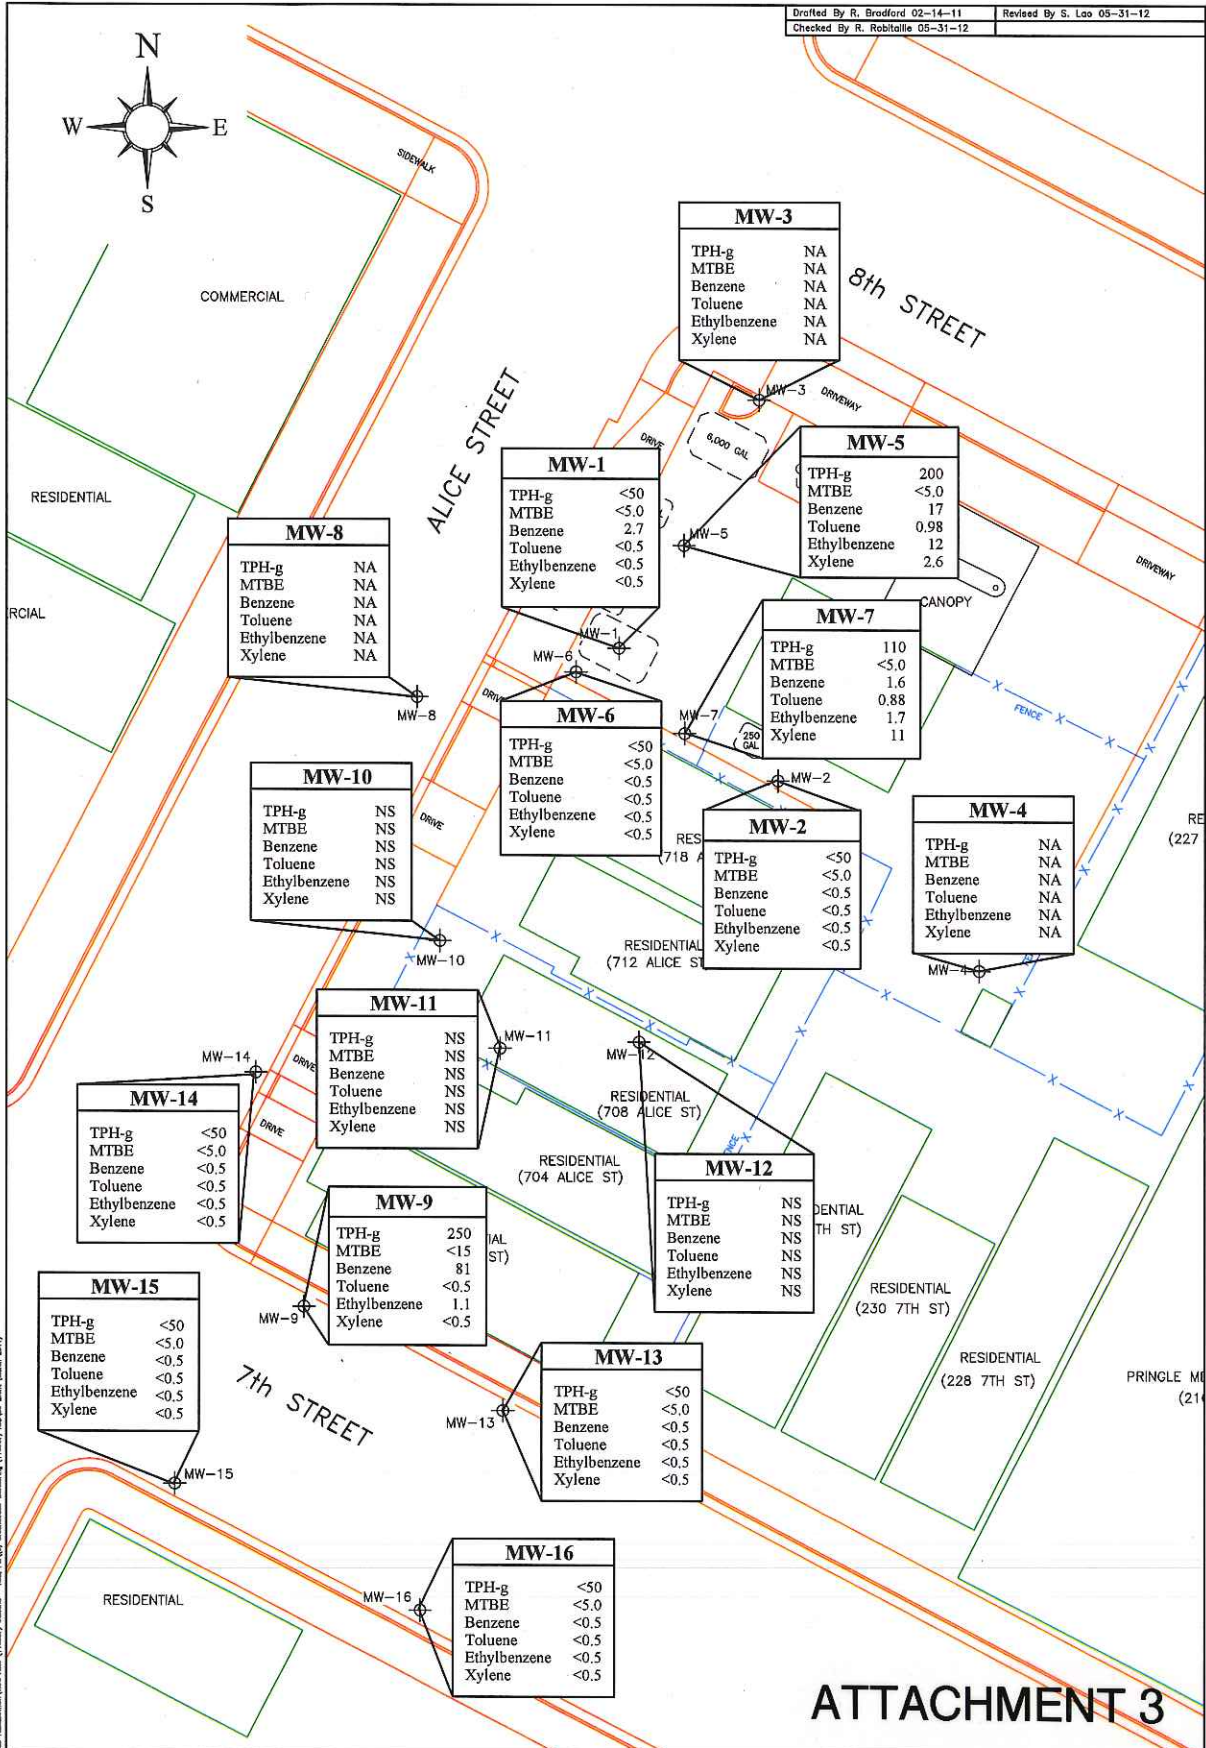 Drafted By R. Bradford 02-14-11
Revised By S. Lao 05-31-12
Checked By R. Robitaille 05-31-12
N
W E
S
SIDEWALK
COMMERCIAL
RESIDENTIAL
RCIAL
ALICE STREET
8th STREET
MW-3
TPH-g NA
MTBE NA
Benzene NA
Toluene NA
Ethylbenzene NA
Xylene NA
MW-3
DRIVEWAY
DRIVE
6,000 GAL
MW-1
TPH-g <50
MTBE <5.0
Benzene 2.7
Toluene <0.5
Ethylbenzene <0.5
Xylene <0.5
MW-1
MW-5
TPH-g 200
MTBE <5.0
Benzene 17
Toluene 0.98
Ethylbenzene 12
Xylene 2.6
MW-5
DRIVEWAY
CANOPY
MW-8
TPH-g NA
MTBE NA
Benzene NA
Toluene NA
Ethylbenzene NA
Xylene NA
MW-8
MW-7
TPH-g 110
MTBE <5.0
Benzene 1.6
Toluene 0.88
Ethylbenzene 1.7
Xylene 11
MW-7
250 GAL
FENCE
MW-6
DRIVE
MW-6
TPH-g <50
MTBE <5.0
Benzene <0.5
Toluene <0.5
Ethylbenzene <0.5
Xylene <0.5
MW-2
MW-2
TPH-g <50
MTBE <5.0
Benzene <0.5
Toluene <0.5
Ethylbenzene <0.5
Xylene <0.5
RES
(718 A
MW-10
TPH-g NS
MTBE NS
Benzene NS
Toluene NS
Ethylbenzene NS
Xylene NS
MW-10
DRIVE
MW-4
TPH-g NA
MTBE NA
Benzene NA
Toluene NA
Ethylbenzene NA
Xylene NA
MW-4
RE
(227
RESIDENTIAL
(712 ALICE ST
MW-11
TPH-g NS
MTBE NS
Benzene NS
Toluene NS
Ethylbenzene NS
Xylene NS
MW-11
MW-12
RESIDENTIAL
(708 ALICE ST)
MW-14
DRIVE
MW-14
TPH-g <50
MTBE <5.0
Benzene <0.5
Toluene <0.5
Ethylbenzene <0.5
Xylene <0.5
DRIVE
RESIDENTIAL
(704 ALICE ST)
ENCE
MW-12
TPH-g NS
MTBE NS
Benzene NS
Toluene NS
Ethylbenzene NS
Xylene NS
DENTIAL
TH ST)
MW-9
TPH-g 250
MTBE <15
Benzene 81
Toluene <0.5
Ethylbenzene 1.1
Xylene <0.5
IAL
ST)
MW-9
MW-15
TPH-g <50
MTBE <5.0
Benzene <0.5
Toluene <0.5
Ethylbenzene <0.5
Xylene <0.5
MW-15
7th STREET
RESIDENTIAL
(230 7TH ST)
RESIDENTIAL
(228 7TH ST)
PRINGLE ME
(216
MW-13
TPH-g <50
MTBE <5.0
Benzene <0.5
Toluene <0.5
Ethylbenzene <0.5
Xylene <0.5
MW-13
MW-16
TPH-g <50
MTBE <5.0
Benzene <0.5
Toluene <0.5
Ethylbenzene <0.5
Xylene <0.5
MW-16
RESIDENTIAL
ATTACHMENT 3